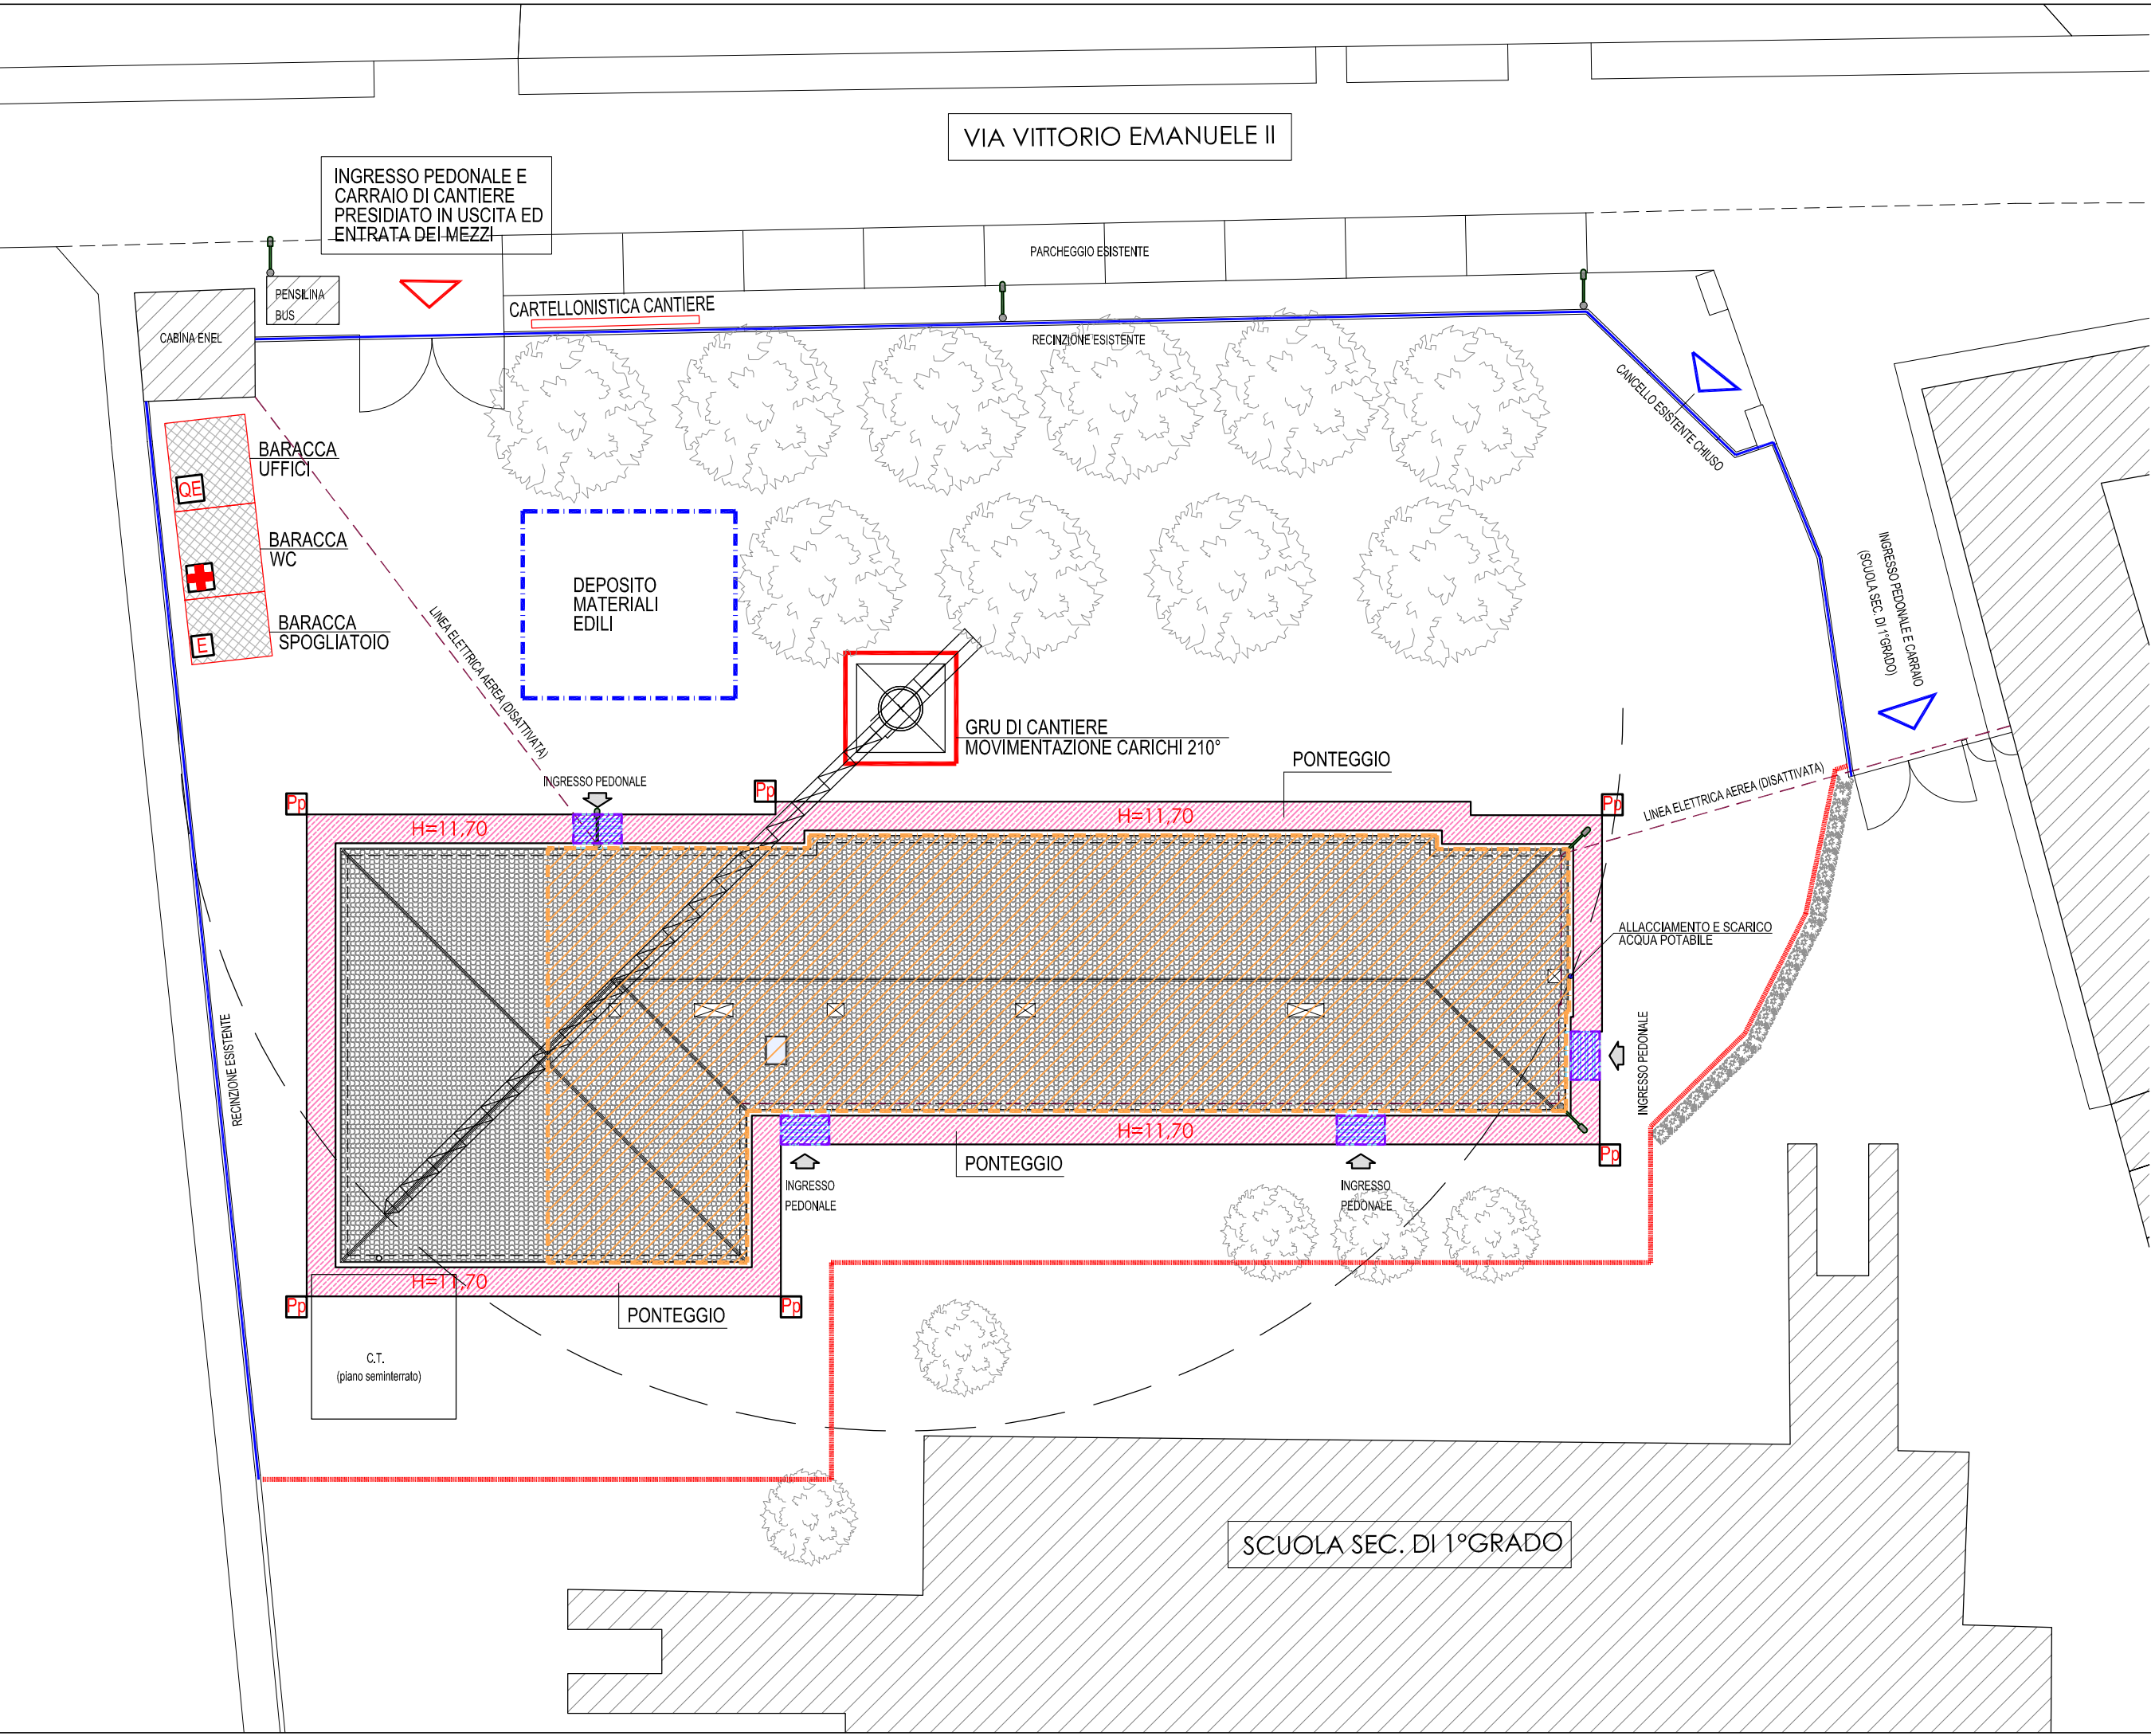 VIA VITTORIO EMANUELE II
INGRESSO PEDONALE E
CARRAIO DI CANTIERE
PRESIDIATO IN USCITA ED
ENTRATA DEI MEZZI
PARCHEGGIO ESISTENTE
PENSILINA
BUS
CARTELLONISTICA CANTIERE
CABINA ENEL
RECINZIONE ESISTENTE
CANCELLO ESISTENTE CHIUSO
BARACCA
UFFICI
QE
BARACCA
WC
BARACCA
SPOGLIATOIO
E
LINEA ELETTRICA AEREA (DISATTIVATA)
DEPOSITO
MATERIALI
EDILI
INGRESSO PEDONALE E CARRAIO
(SCUOLA SEC. DI 1°GRADO)
GRU DI CANTIERE
MOVIMENTAZIONE CARICHI 210°
PONTEGGIO
INGRESSO PEDONALE
LINEA ELETTRICA AEREA (DISATTIVATA)
Pp
Pp
Pp
H=11,70
H=11,70
ALLACCIAMENTO E SCARICO
ACQUA POTABILE
RECINZIONE ESISTENTE
INGRESSO PEDONALE
H=11,70
Pp
PONTEGGIO
INGRESSO
PEDONALE
INGRESSO
PEDONALE
H=11,70
Pp
Pp
PONTEGGIO
C.T.
(piano seminterrato)
SCUOLA SEC. DI 1°GRADO